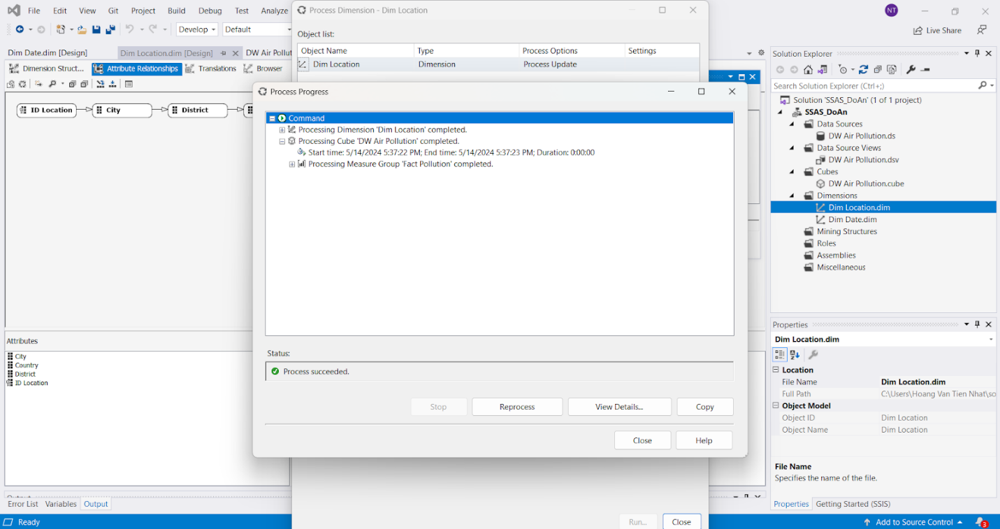 File Edit View Git Project Build Debug Test Analyze
Develop Default
NT
Live Share
Dim Date.dim [Design] Dim Location.dim [Design] DW Air Pollut
Dimension Struct... Attribute Relationships Translations Browser
ID Location City District
Attributes
City
Country
District
ID Location
Error List Variables Output
Ready
Process Dimension - Dim Location
Object list:
Object Name Type Process Options Settings
Dim Location Dimension Process Update
Run... Close
Process Progress
Command
Processing Dimension 'Dim Location' completed.
Processing Cube 'DW Air Pollution' completed.
Start time: 5/14/2024 5:37:22 PM; End time: 5/14/2024 5:37:23 PM; Duration: 0:00:00
Processing Measure Group 'Fact Pollution' completed.
Status:
Process succeeded.
Stop Reprocess View Details... Copy
Close Help
Solution Explorer
Search Solution Explorer (Ctrl+;)
Solution 'SSAS_DoAn' (1 of 1 project)
SSAS_DoAn
Data Sources
DW Air Pollution.ds
Data Source Views
DW Air Pollution.dsv
Cubes
DW Air Pollution.cube
Dimensions
Dim Location.dim
Dim Date.dim
Mining Structures
Roles
Assemblies
Miscellaneous
Properties
Dim Location.dim
Location
File Name Dim Location.dim
Full Path C:\Users\Hoang Van Tien Nhat\so
Object Model
Object ID Dim Location
Object Name Dim Location
File Name
Specifies the name of the file.
Properties Getting Started (SSIS)
Add to Source Control 3